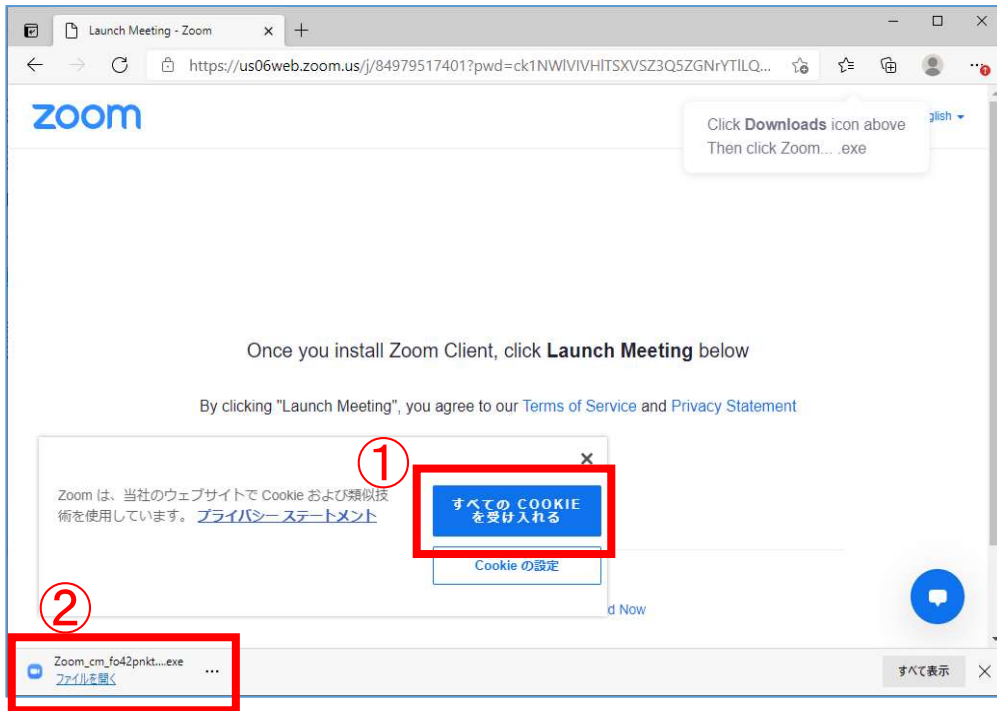 Launch Meeting - Zoom
https://us06web.zoom.us/j/84979517401?pwd=ck1NWlVIVHlTSXVSZ3Q5ZGNrYTlLQ...
zoom
Click Downloads icon above
Then click Zoom... .exe
glish
Once you install Zoom Client, click Launch Meeting below
By clicking "Launch Meeting", you agree to our Terms of Service and Privacy Statement
①
Zoom は、当社のウェブサイトで Cookie および類似技
術を使用しています。 プライバシー ステートメント
すべての COOKIE
を受け入れる
Cookie の設定
d Now
②
Zoom_cm_fo42pnkt....exe
ファイルを開く
すべて表示